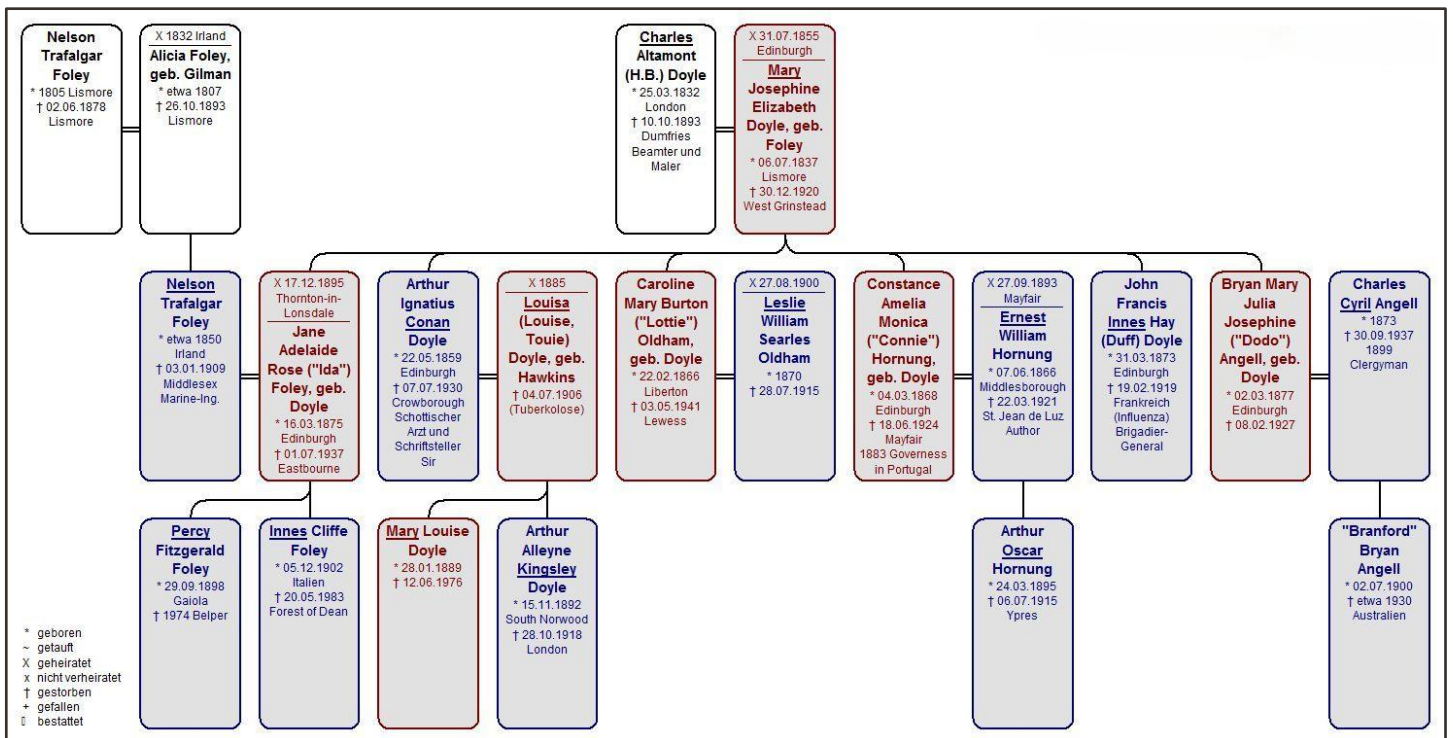 Nelson
Trafalgar
Foley
* 1805 Lismore
† 02.06.1878
Lismore
X 1832 Irland
Alicia Foley,
geb. Gilman
* etwa 1807
† 26.10.1893
Lismore
Charles
Altamont
(H.B.) Doyle
* 25.03.1832
London
† 10.10.1893
Dumfries
Beamter und
Maler
X 31.07.1855
Edinburgh
Mary
Josephine
Elizabeth
Doyle, geb.
Foley
* 06.07.1837
Lismore
† 30.12.1920
West Grinstead
Nelson
Trafalgar
Foley
* etwa 1850
Irland
† 03.01.1909
Middlesex
Marine-Ing.
X 17.12.1895
Thornton-in-
Lonsdale
Jane
Adelaide
Rose ("Ida")
Foley, geb.
Doyle
* 16.03.1875
Edinburgh
† 01.07.1937
Eastbourne
Arthur
Ignatius
Conan
Doyle
* 22.05.1859
Edinburgh
† 07.07.1930
Crowborough
Schottischer
Arzt und
Schriftsteller
Sir
X 1885
Louisa
(Louise,
Touie)
Doyle, geb.
Hawkins
† 04.07.1906
(Tuberkolose)
Caroline
Mary Burton
("Lottie")
Oldham,
geb. Doyle
* 22.02.1866
Liberton
† 03.05.1941
Lewess
X 27.08.1900
Leslie
William
Searles
Oldham
* 1870
† 28.07.1915
Constance
Amelia
Monica
("Connie")
Hornung,
geb. Doyle
* 04.03.1868
Edinburgh
† 18.06.1924
Mayfair
1883 Governess
in Portugal
X 27.09.1893
Mayfair
Ernest
William
Hornung
* 07.06.1866
Middlesborough
† 22.03.1921
St. Jean de Luz
Author
John
Francis
Innes Hay
(Duff) Doyle
* 31.03.1873
Edinburgh
† 19.02.1919
Frankreich
(Influenza)
Brigadier-
General
Bryan Mary
Julia
Josephine
("Dodo")
Angell, geb.
Doyle
* 02.03.1877
Edinburgh
† 08.02.1927
Charles
Cyril Angell
* 1873
† 30.09.1937
1899
Clergyman
Percy
Fitzgerald
Foley
* 29.09.1898
Gaiola
† 1974 Belper
Innes Cliffe
Foley
* 05.12.1902
Italien
† 20.05.1983
Forest of Dean
Mary Louise
Doyle
* 28.01.1889
† 12.06.1976
Arthur
Alleyne
Kingsley
Doyle
* 15.11.1892
South Norwood
† 28.10.1918
London
Arthur
Oscar
Hornung
* 24.03.1895
† 06.07.1915
Ypres
"Branford"
Bryan
Angell
* 02.07.1900
† etwa 1930
Australien
* geboren
~ getauft
X geheiratet
x nicht verheiratet
† gestorben
+ gefallen
▯ bestattet